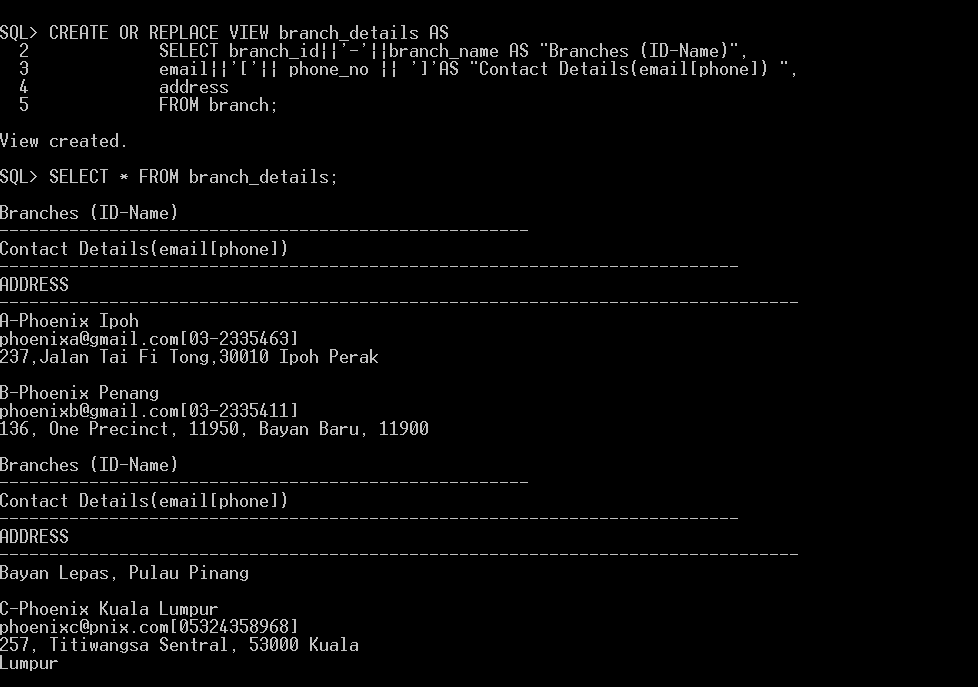 SQL> CREATE OR REPLACE VIEW branch_details AS
2 SELECT branch_id||'-'||branch_name AS "Branches (ID-Name)",
3 email||'['|| phone_no || ']'AS "Contact Details(email[phone]) ",
4 address
5 FROM branch;
View created.
SQL> SELECT * FROM branch_details;
Branches (ID-Name)
-----------------------------------------------------
Contact Details(email[phone])
--------------------------------------------------------------------------
ADDRESS
--------------------------------------------------------------------------------
A-Phoenix Ipoh
phoenixa@gmail.com[03-2335463]
237,Jalan Tai Fi Tong,30010 Ipoh Perak
B-Phoenix Penang
phoenixb@gmail.com[03-2335411]
136, One Precinct, 11950, Bayan Baru, 11900
Branches (ID-Name)
-----------------------------------------------------
Contact Details(email[phone])
--------------------------------------------------------------------------
ADDRESS
--------------------------------------------------------------------------------
Bayan Lepas, Pulau Pinang
C-Phoenix Kuala Lumpur
phoenixc@pnix.com[05324358968]
257, Titiwangsa Sentral, 53000 Kuala
Lumpur